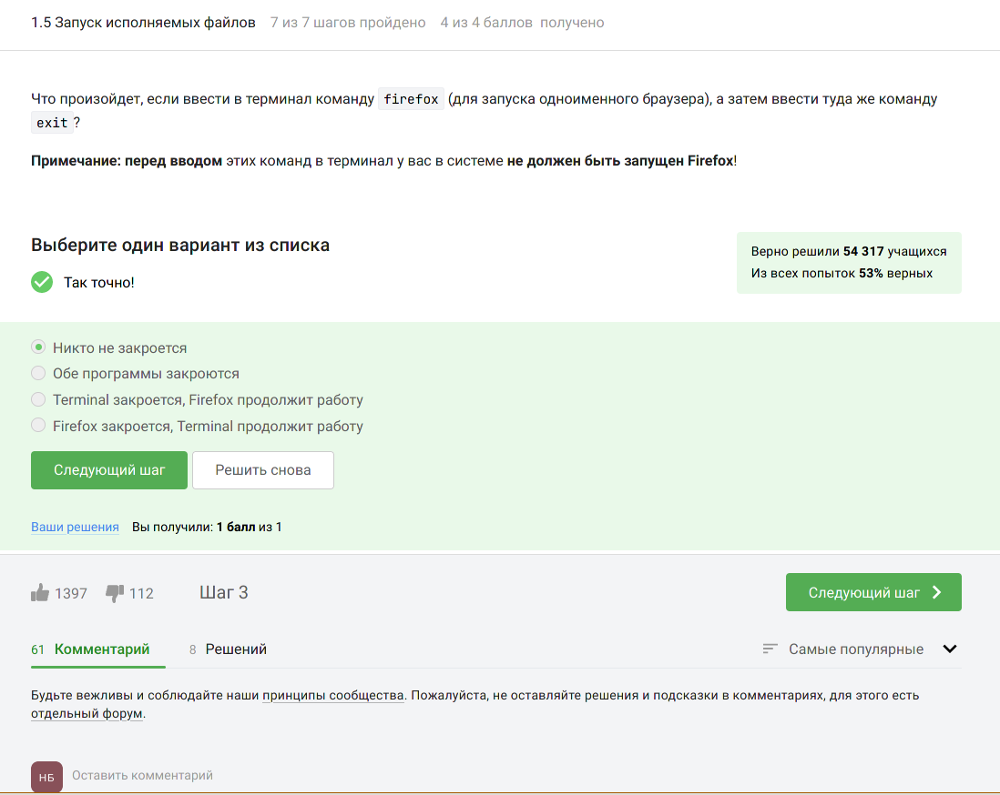 1.5 Запуск исполняемых файлов 7 из 7 шагов пройдено 4 из 4 баллов получено
Что произойдет, если ввести в терминал команду firefox (для запуска одноименного браузера), а затем ввести туда же команду
exit ?
Примечание: перед вводом этих команд в терминал у вас в системе не должен быть запущен Firefox!
Выберите один вариант из списка
Так точно!
Верно решили 54 317 учащихся
Из всех попыток 53% верных
Никто не закроется
Обе программы закроются
Terminal закроется, Firefox продолжит работу
Firefox закроется, Terminal продолжит работу
Следующий шаг Решить снова
Ваши решения Вы получили: 1 балл из 1
1397 112 Шаг 3 Следующий шаг
61 Комментарий 8 Решений Самые популярные
Будьте вежливы и соблюдайте наши принципы сообщества. Пожалуйста, не оставляйте решения и подсказки в комментариях, для этого есть
отдельный форум.
НБ Оставить комментарий